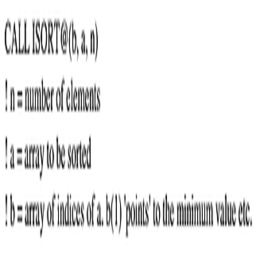 CALL ISORT@(b, a, n)
! n = number of elements
! a = array to be sorted
! b = array of indices of a. b(1) 'points' to the minimum value etc.